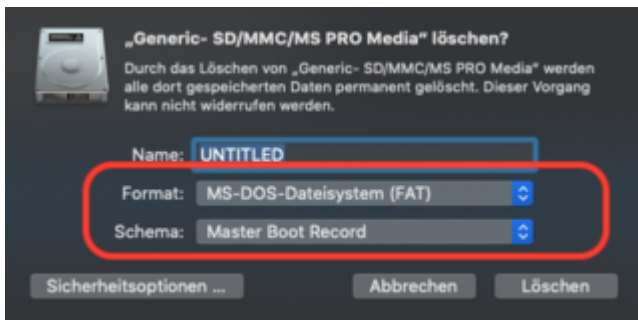 „Generic- SD/MMC/MS PRO Media“ löschen?
Durch das Löschen von „Generic- SD/MMC/MS PRO Media“ werden
alle dort gespeicherten Daten permanent gelöscht. Dieser Vorgang
kann nicht widerrufen werden.
Name: UNTITLED
Format: MS-DOS-Dateisystem (FAT)
Schema: Master Boot Record
Sicherheitsoptionen ... Abbrechen Löschen